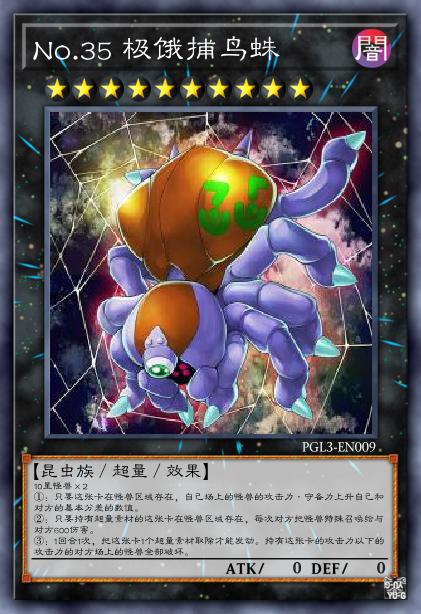 No.35 极饿捕鸟蛛
闇
35
PGL3-EN009
【昆虫族/超量/效果】
10星怪兽×2
①：只要这张卡在怪兽区域存在，自己场上的怪兽的攻击力·守备力上升自己和
对方的基本分差的数值。
②：只要持有超量素材的这张卡在怪兽区域存在，每次对方把怪兽特殊召唤给与
对方600伤害。
③：1回合1次，把这张卡1个超量素材取除才能发动。持有这张卡的攻击力以下的
攻击力的对方场上的怪兽全部破坏。
ATK/ 0 DEF/ 0